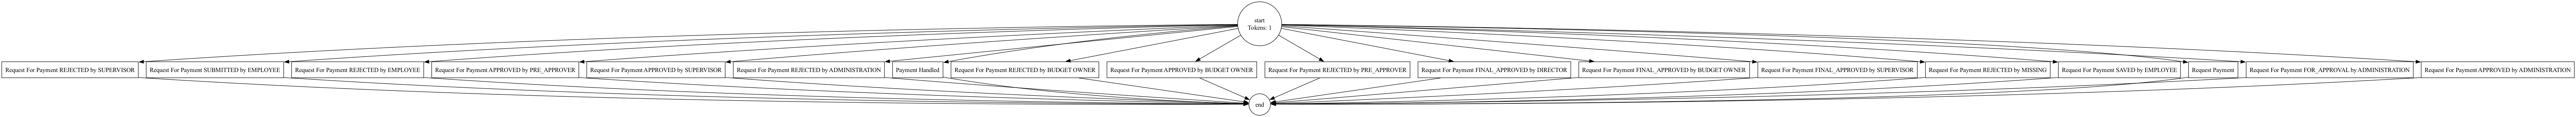 start
Tokens: 1
Request For Payment REJECTED by SUPERVISOR
Request For Payment SUBMITTED by EMPLOYEE
Request For Payment REJECTED by EMPLOYEE
Request For Payment APPROVED by PRE_APPROVER
Request For Payment APPROVED by SUPERVISOR
Request For Payment REJECTED by ADMINISTRATION
Payment Handled
Request For Payment REJECTED by BUDGET OWNER
Request For Payment APPROVED by BUDGET OWNER
Request For Payment REJECTED by PRE_APPROVER
Request For Payment FINAL_APPROVED by DIRECTOR
Request For Payment FINAL_APPROVED by BUDGET OWNER
Request For Payment FINAL_APPROVED by SUPERVISOR
Request For Payment REJECTED by MISSING
Request For Payment SAVED by EMPLOYEE
Request Payment
Request For Payment FOR_APPROVAL by ADMINISTRATION
Request For Payment APPROVED by ADMINISTRATION
end